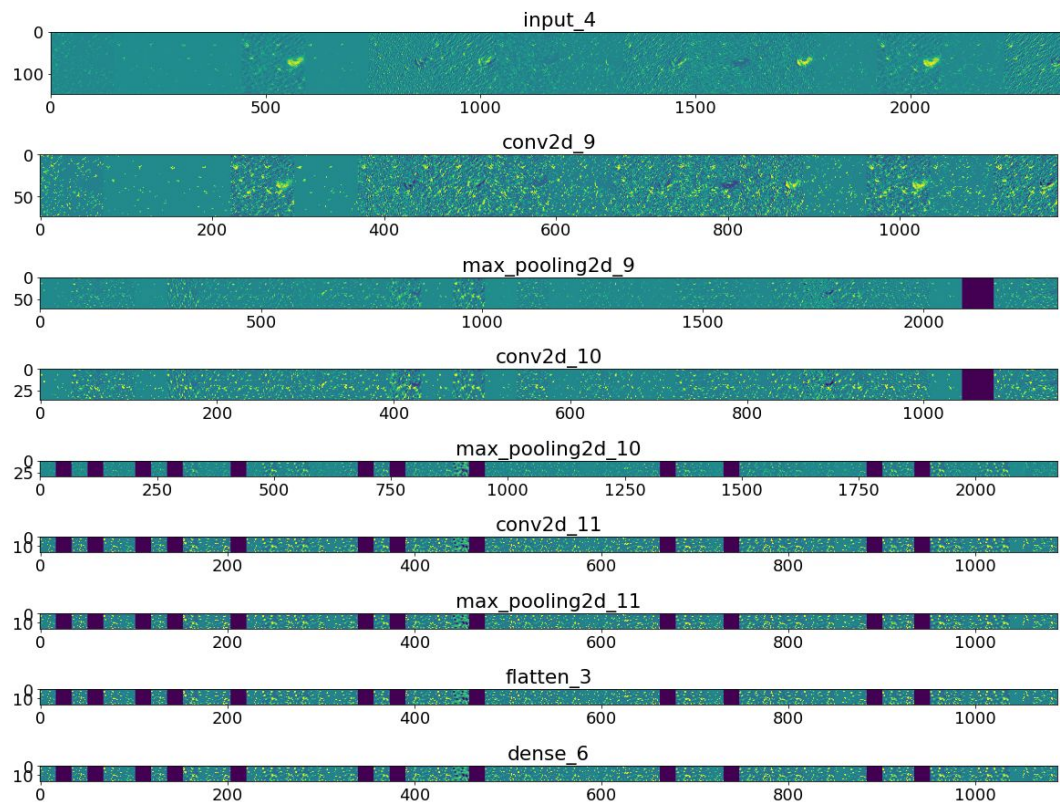 input_4
0
100
0 500 1000 1500 2000
conv2d_9
0
50
0 200 400 600 800 1000
max_pooling2d_9
0
50
0 500 1000 1500 2000
conv2d_10
0
25
0 200 400 600 800 1000
max_pooling2d_10
0
25
0 250 500 750 1000 1250 1500 1750 2000
conv2d_11
0
10
0 200 400 600 800 1000
max_pooling2d_11
0
10
0 200 400 600 800 1000
flatten_3
0
10
0 200 400 600 800 1000
dense_6
0
10
0 200 400 600 800 1000